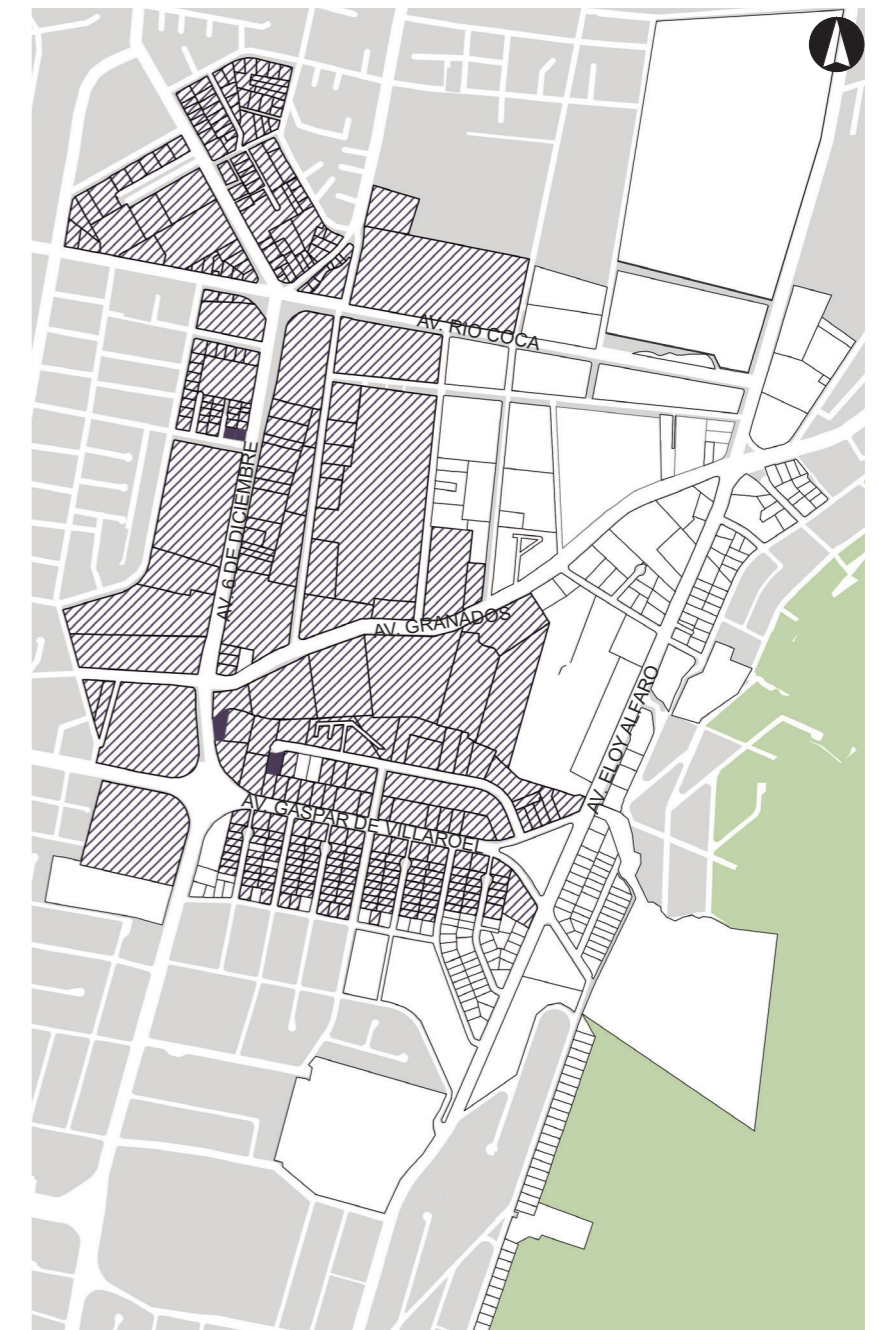 AV. RIO COCA
AV. 6 DE DICIEMBRE
AV. GRANADOS
AV. ELOY ALFARO
AV. GASPAR DE VILLAROEL